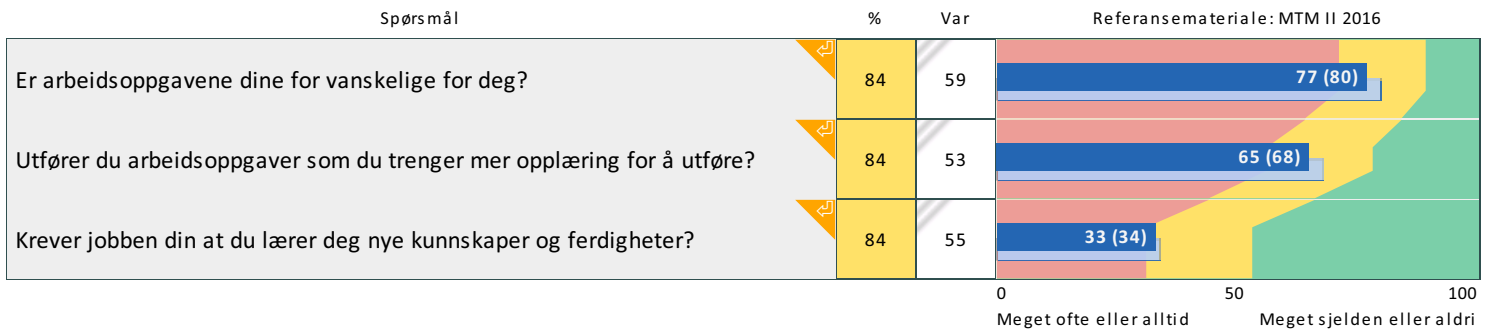 Spørsmål % Var Referansemateriale: MTM II 2016
Er arbeidsoppgavene dine for vanskelige for deg? 84 59 77 (80)
Utfører du arbeidsoppgaver som du trenger mer opplæring for å utføre? 84 53 65 (68)
Krever jobben din at du lærer deg nye kunnskaper og ferdigheter? 84 55 33 (34)
0 50 100
Meget ofte eller alltid Meget sjelden eller aldri